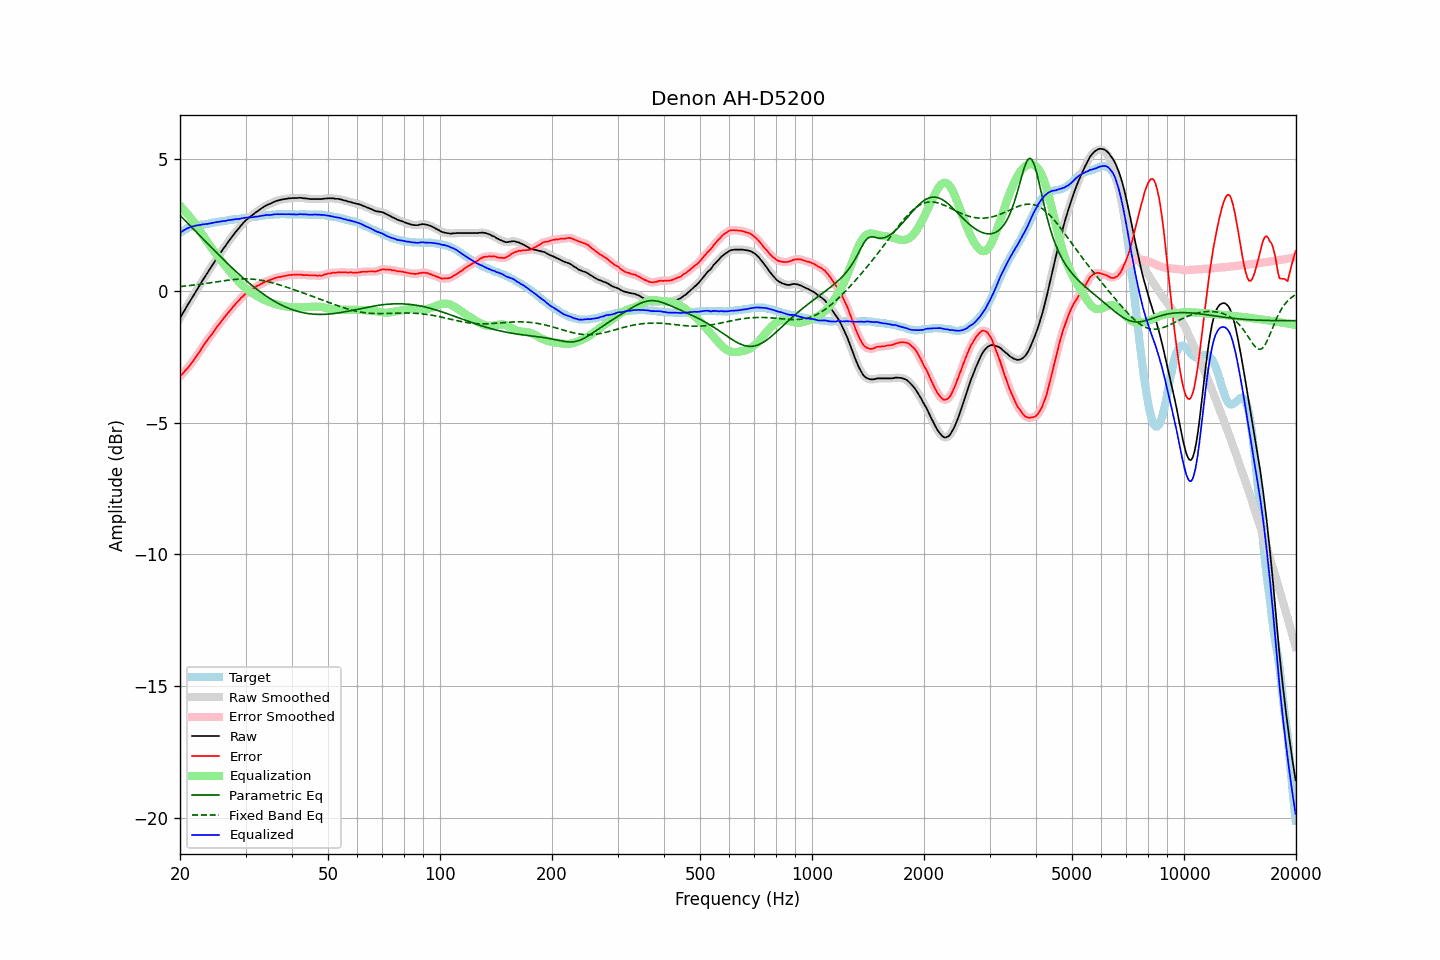 Denon AH-D5200
Amplitude (dBr)
5
0
−5
−10
−15
−20
Target
Raw Smoothed
Error Smoothed
Raw
Error
Equalization
Parametric Eq
Fixed Band Eq
Equalized
20 50 100 200 500 1000 2000 5000 10000 20000
Frequency (Hz)